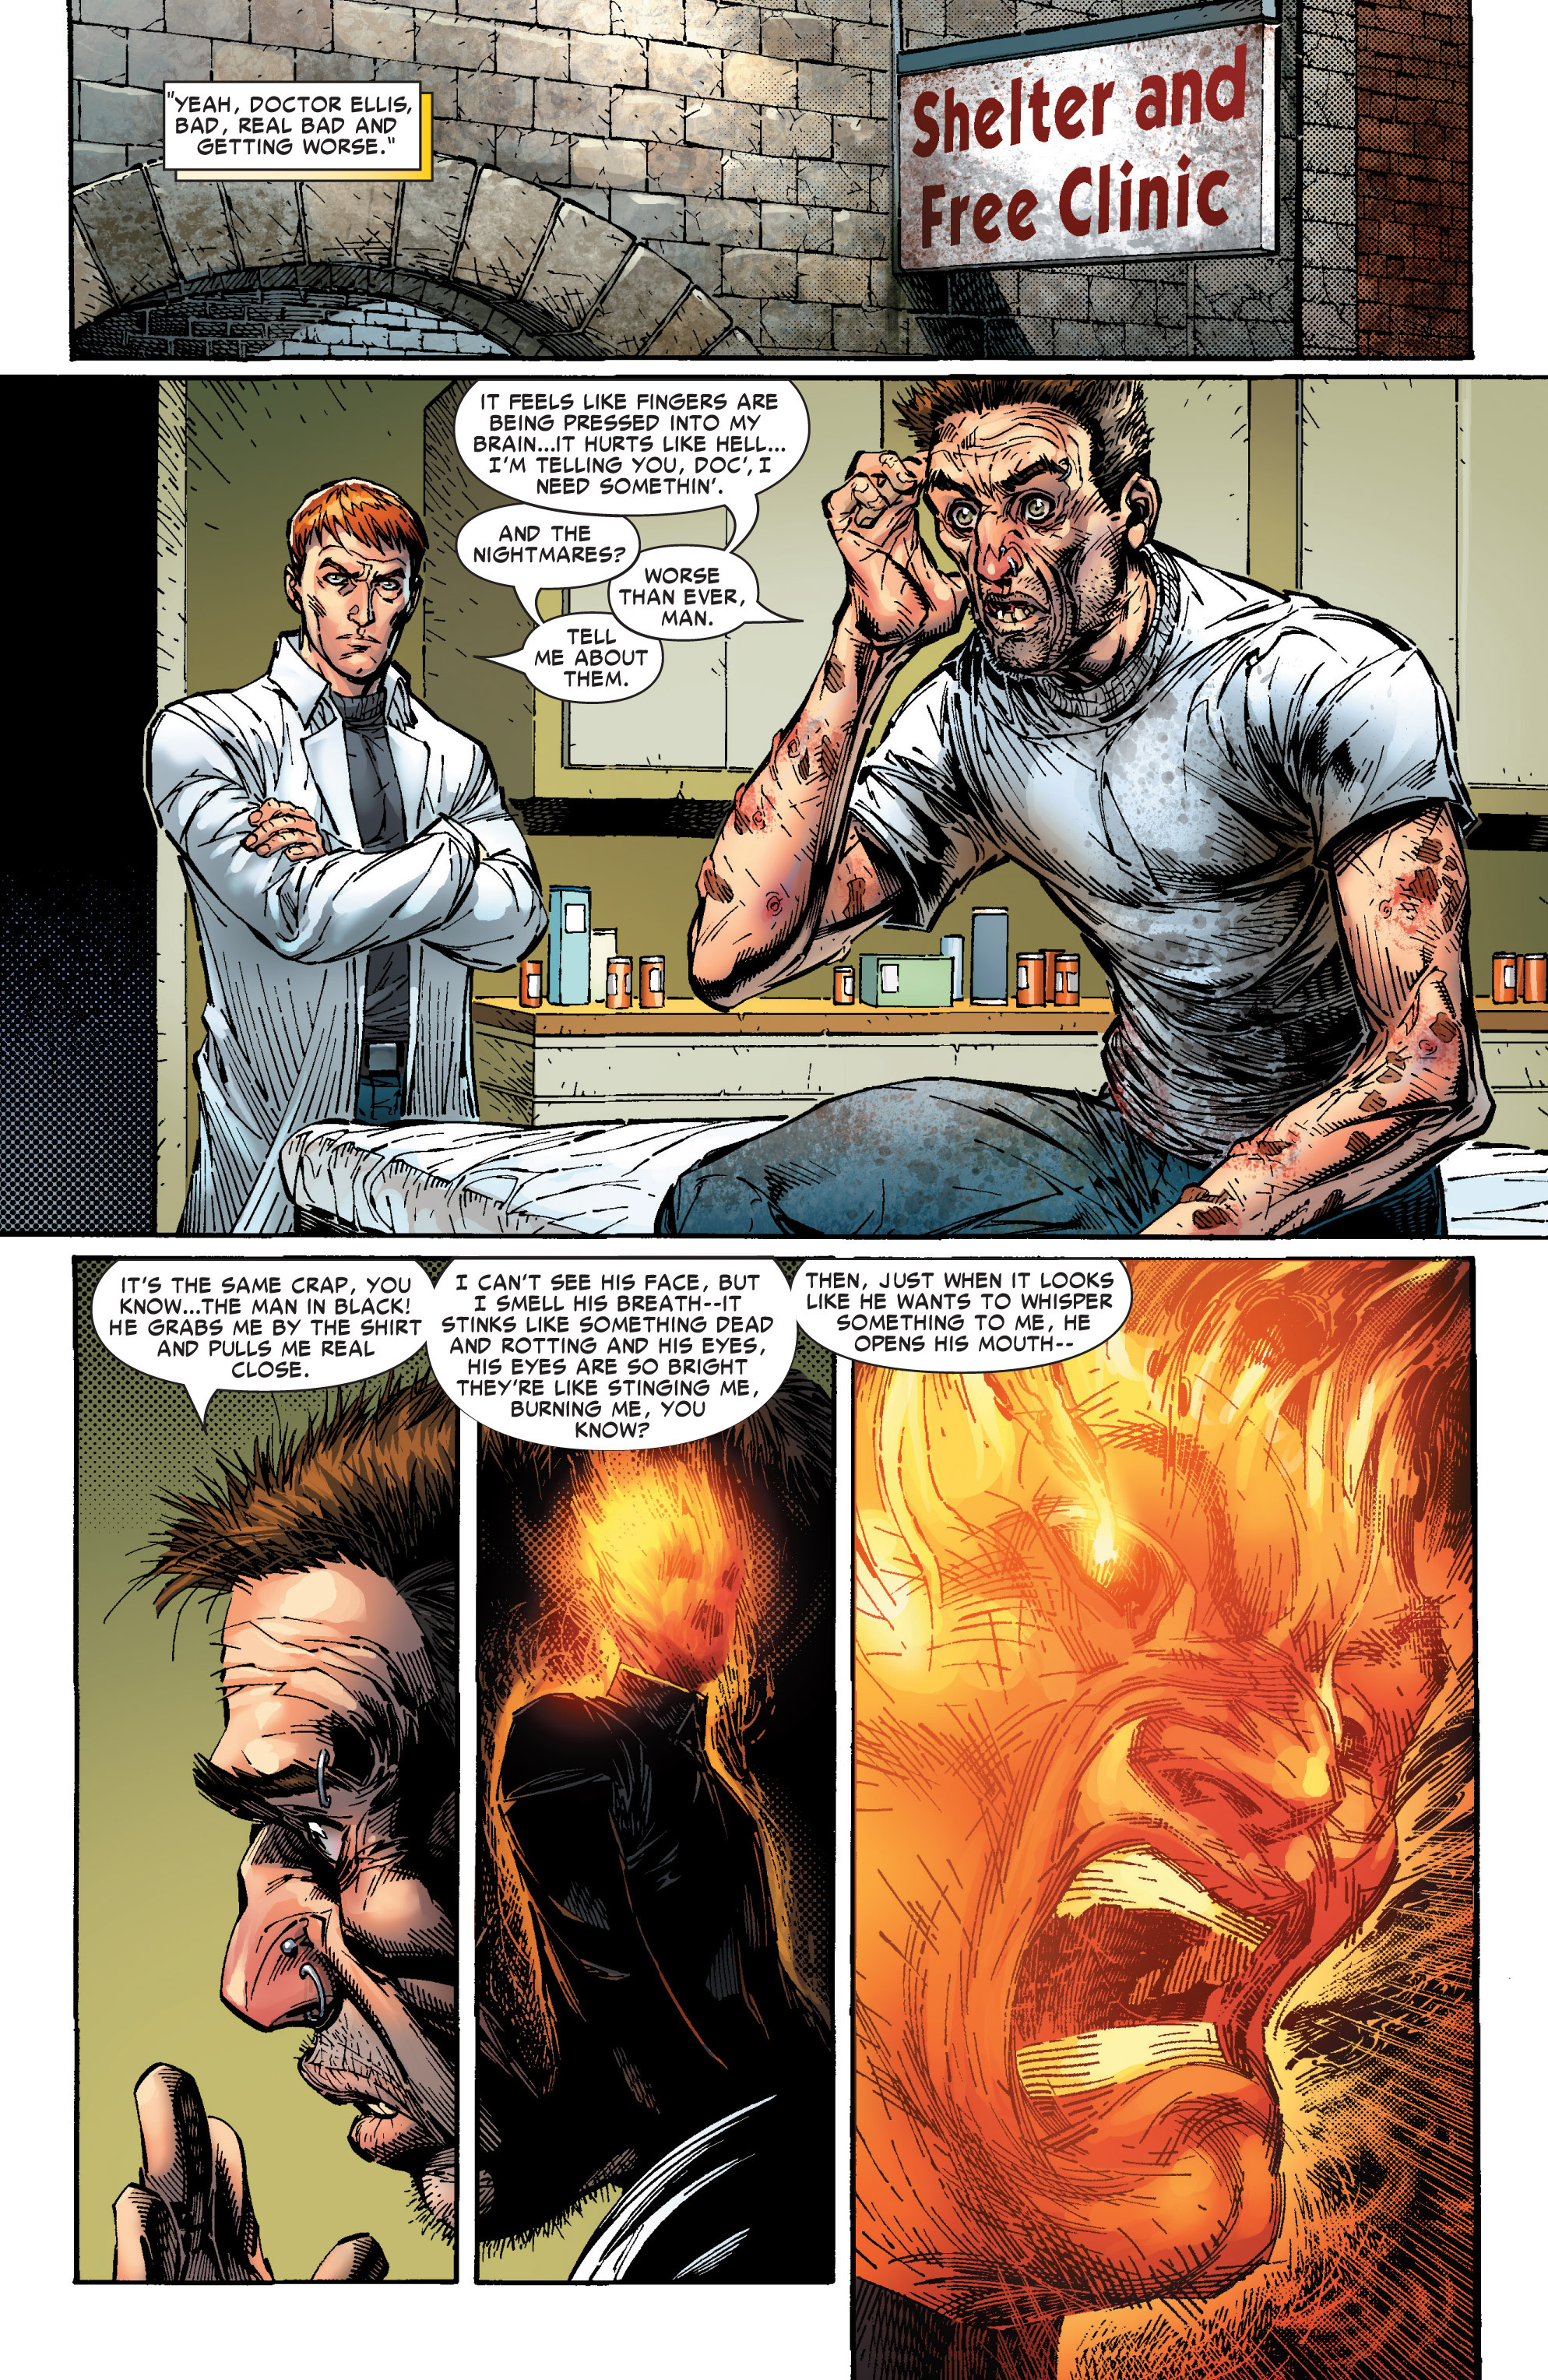 "YEAH, DOCTOR ELLIS,
BAD, REAL BAD AND
GETTING WORSE."
Shelter and
Free Clinic
IT FEELS LIKE FINGERS ARE
BEING PRESSED INTO MY
BRAIN...IT HURTS LIKE HELL...
I'M TELLING YOU, DOC', I
NEED SOMETHIN'.
AND THE
NIGHTMARES?
WORSE
THAN EVER,
MAN.
TELL
ME ABOUT
THEM.
IT'S THE SAME CRAP, YOU
KNOW...THE MAN IN BLACK!
HE GRABS ME BY THE SHIRT
AND PULLS ME REAL
CLOSE.
I CAN'T SEE HIS FACE, BUT
I SMELL HIS BREATH--IT
STINKS LIKE SOMETHING DEAD
AND ROTTING AND HIS EYES,
HIS EYES ARE SO BRIGHT
THEY'RE LIKE STINGING ME,
BURNING ME, YOU
KNOW?
THEN, JUST WHEN IT LOOKS
LIKE HE WANTS TO WHISPER
SOMETHING TO ME, HE
OPENS HIS MOUTH--